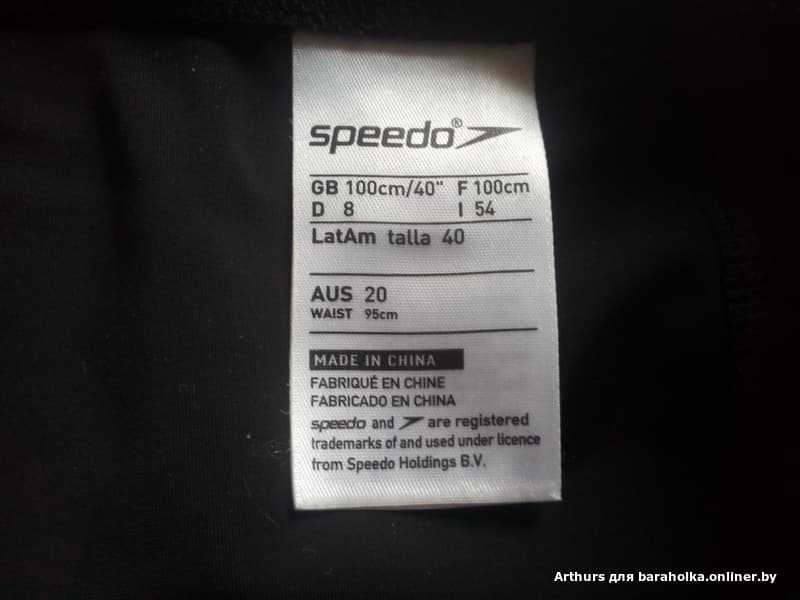 speedo®
GB 100cm/40" F 100cm
D 8 I 54
LatAm talla 40
AUS 20
WAIST 95cm
MADE IN CHINA
FABRIQUÉ EN CHINE
FABRICADO EN CHINA
speedo and are registered
trademarks of and used under licence
from Speedo Holdings B.V.
Arthurs для baraholka.onliner.by